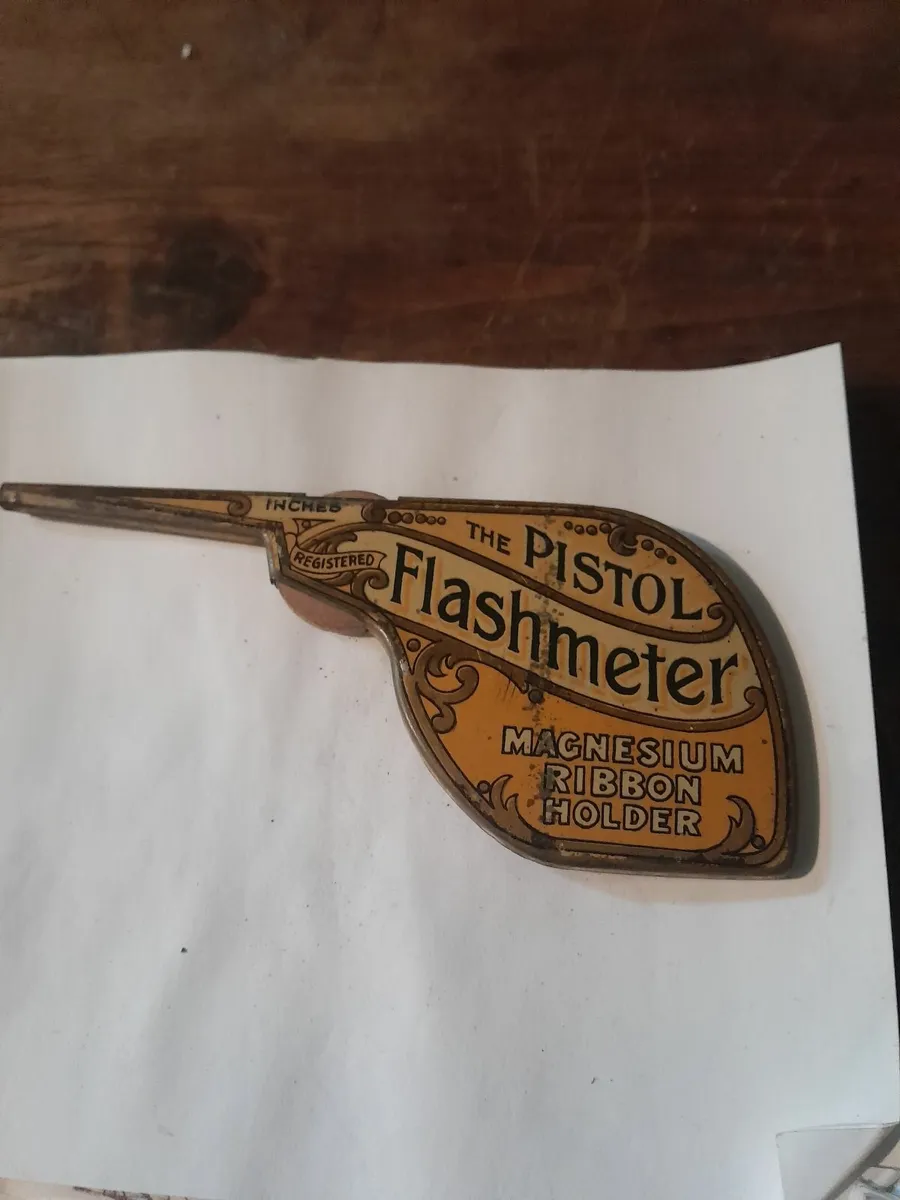 INCHES
REGISTERED
THE PISTOL
Flashmeter
MAGNESIUM
RIBBON
HOLDER